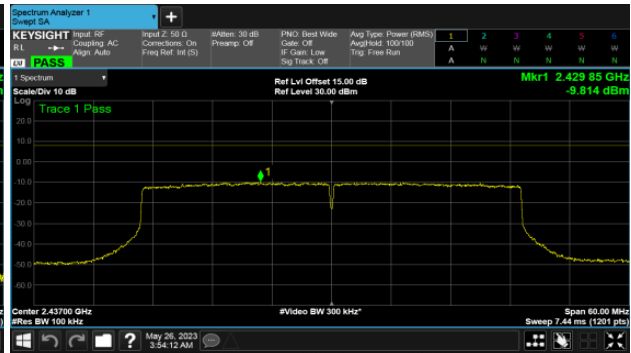 Spectrum Analyzer 1
Swept SA
+
KEYSIGHT Input: RF Input Z: 50 Ω #Atten: 30 dB PNO: Best Wide Avg Type: Power (RMS) 1 2 3 4 5 6
R L Coupling: AC Corrections: On Preamp: Off Gate: Off Avg|Hold: 100/100 A W W W W W
Align: Auto Freq Ref: Int (S) IF Gain: Low Trig: Free Run A N N N N N
LXI PASS Sig Track: Off
1 Spectrum Ref Lvl Offset 15.00 dB Mkr1 2.429 85 GHz
Scale/Div 10 dB Ref Level 30.00 dBm -9.814 dBm
Log Trace 1 Pass
20.0
10.0
0.00
1
-10.0
-20.0
-30.0
-40.0
-50.0
-60.0
Center 2.43700 GHz #Video BW 300 kHz* Span 60.00 MHz
#Res BW 100 kHz Sweep 7.44 ms (1201 pts)
? May 26, 2023
3:54:12 AM